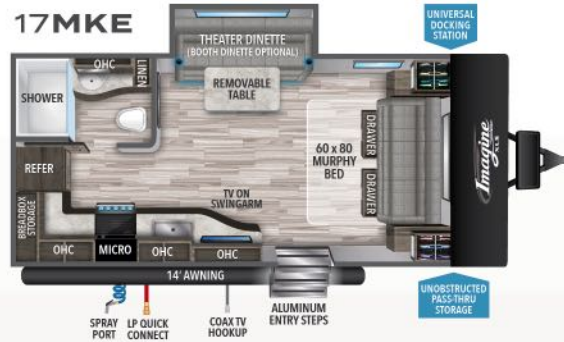 17MKE
UNIVERSAL
DOCKING
STATION
THEATER DINETTE
(BOOTH DINETTE OPTIONAL)
OHC
LINEN
REMOVABLE
TABLE
SHOWER
DRAWER
60 x 80
MURPHY
BED
DRAWER
REFER
Imagine
XLS
TV ON
SWINGARM
BREADBOX
STORAGE
OHC
MICRO
OHC
OHC
14' AWNING
UNOBSTRUCTED
PASS-THRU
STORAGE
SPRAY
PORT
LP QUICK
CONNECT
COAX TV
HOOKUP
ALUMINUM
ENTRY STEPS